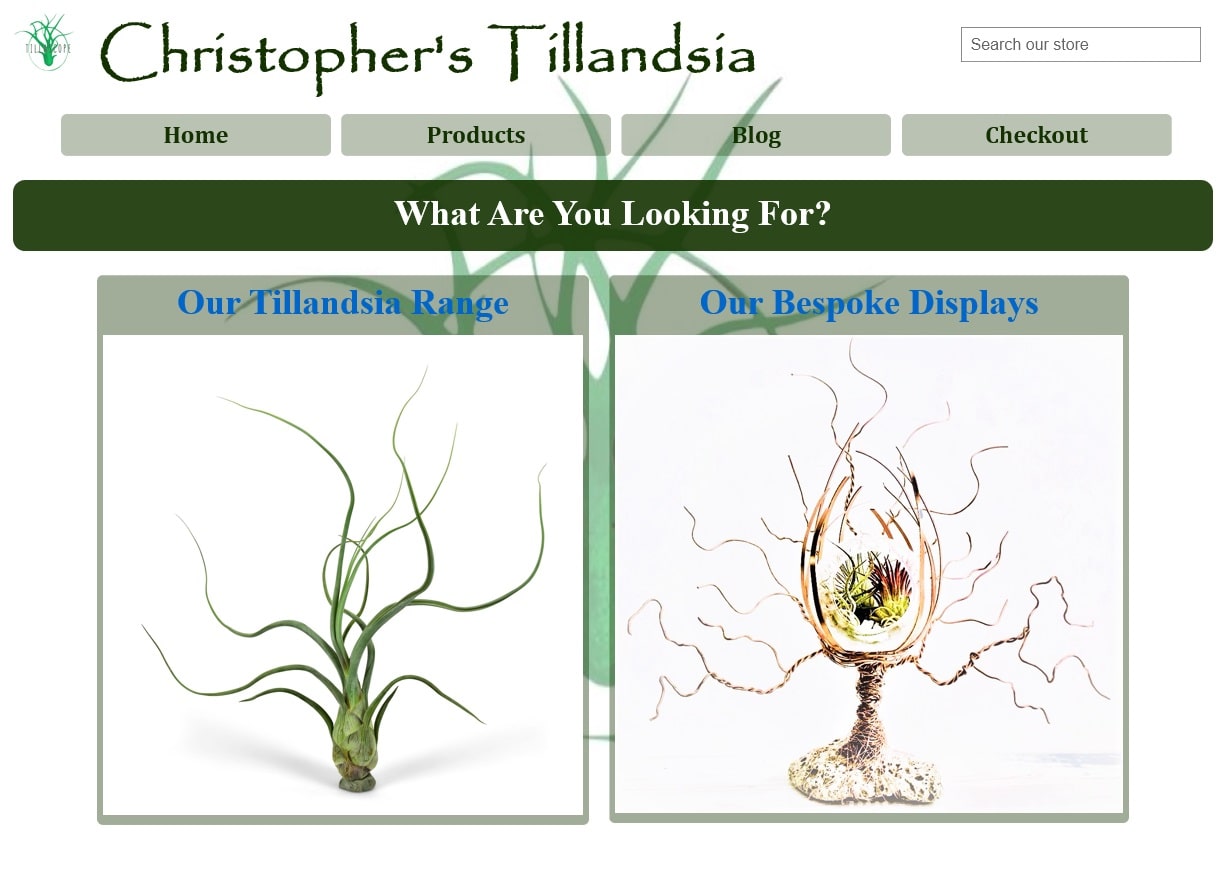 Christopher's Tillandsia
Search our store
Home
Products
Blog
Checkout
What Are You Looking For?
Our Tillandsia Range
Our Bespoke Displays